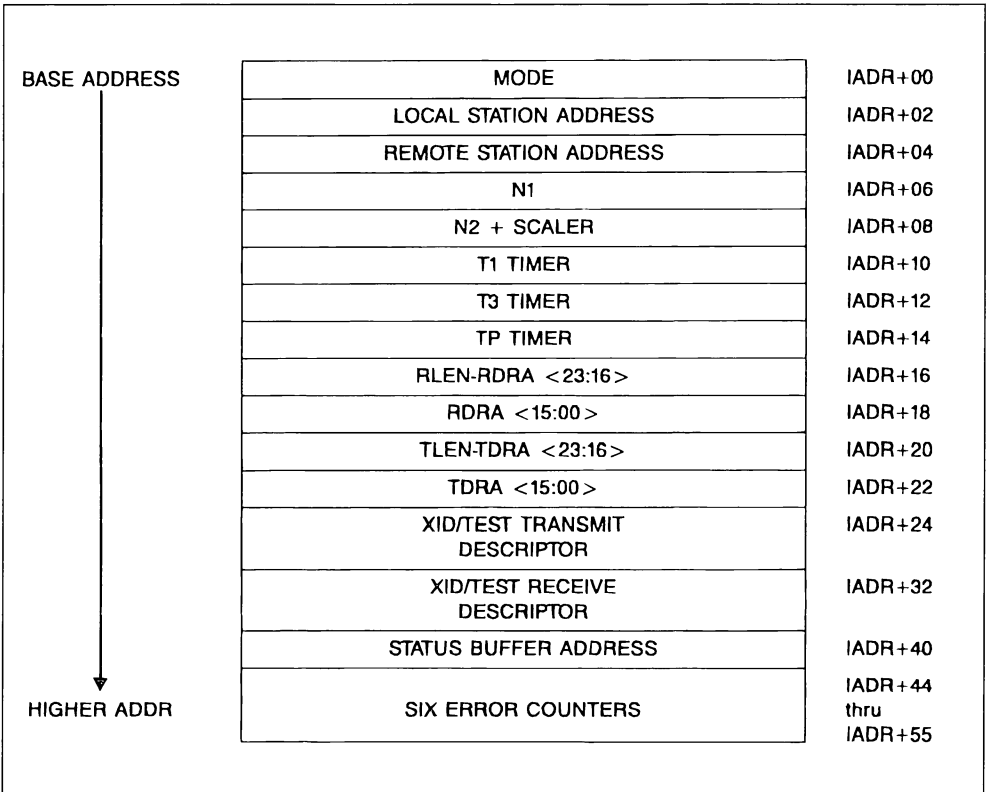 BASE ADDRESS MODE IADR+00
LOCAL STATION ADDRESS IADR+02
REMOTE STATION ADDRESS IADR+04
N1 IADR+06
N2 + SCALER IADR+08
T1 TIMER IADR+10
T3 TIMER IADR+12
TP TIMER IADR+14
RLEN-RDRA <23:16> IADR+16
RDRA <15:00> IADR+18
TLEN-TDRA <23:16> IADR+20
TDRA <15:00> IADR+22
XID/TEST TRANSMIT IADR+24
DESCRIPTOR
XID/TEST RECEIVE IADR+32
DESCRIPTOR
STATUS BUFFER ADDRESS IADR+40
IADR+44
HIGHER ADDR SIX ERROR COUNTERS thru
IADR+55